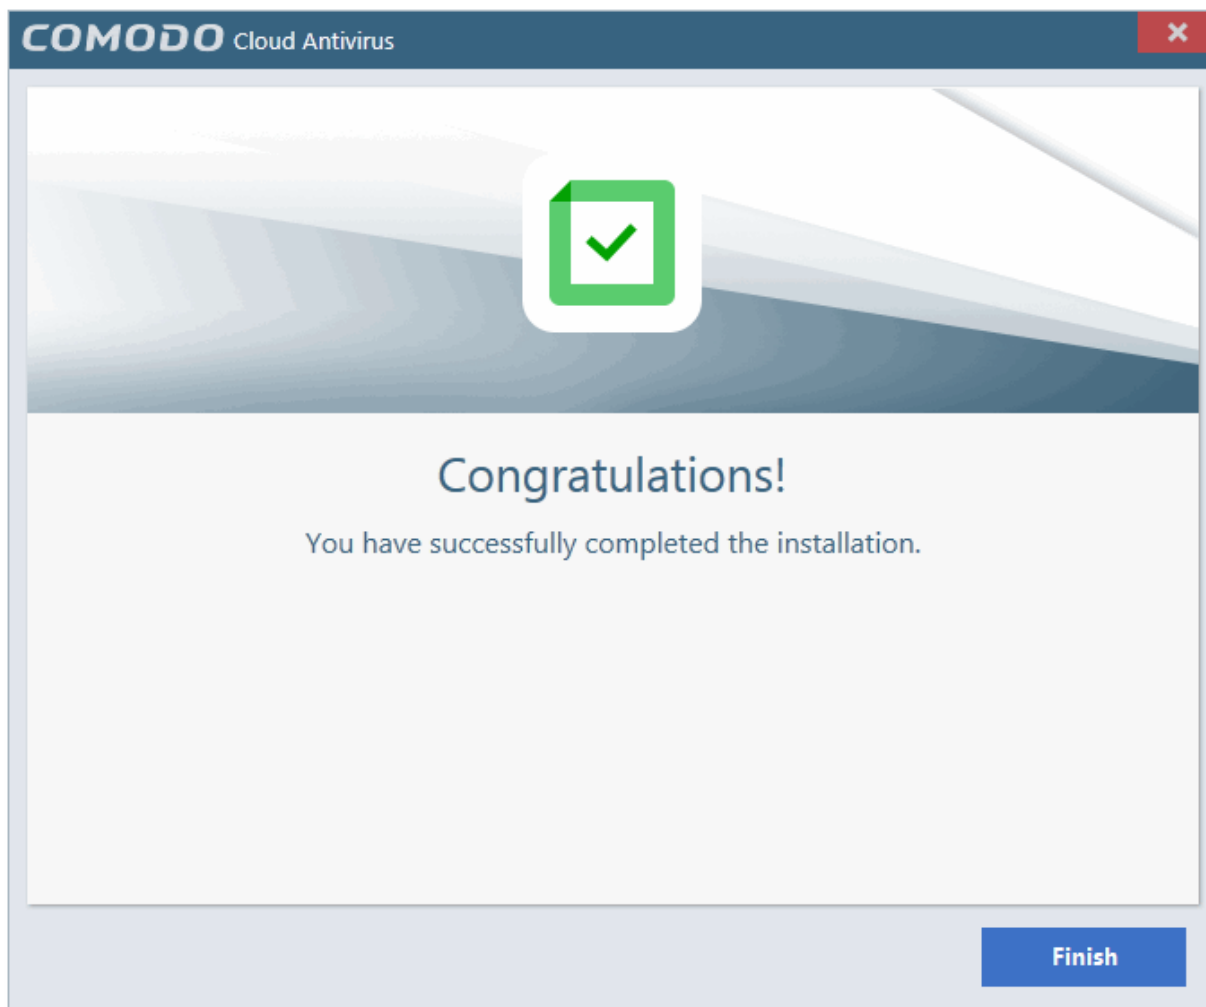 COMODO Cloud Antivirus
Congratulations!
You have successfully completed the installation.
Finish